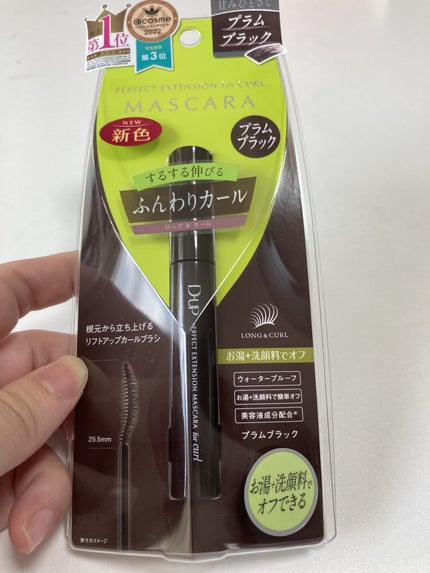 第1位
@cosme
2022
マスカラ
第3位
甘みひとさじ
プラム
ブラック
PERFECT EXTENSION for CURL
MASCARA
NEW
新色
プラム
ブラック
するする伸びる
ふんわりカール
ロング & カール
D-UP PERFECT EXTENSION MASCARA for curl
LONG & CURL
根元から立ち上げる
リフトアップカールブラシ
25.5mm
実寸大イメージ
お湯+洗顔料でオフ
ウォータープルーフ
お湯+洗顔料で簡単オフ
美容液成分配合※
プラムブラック
お湯+洗顔料で
オフできる